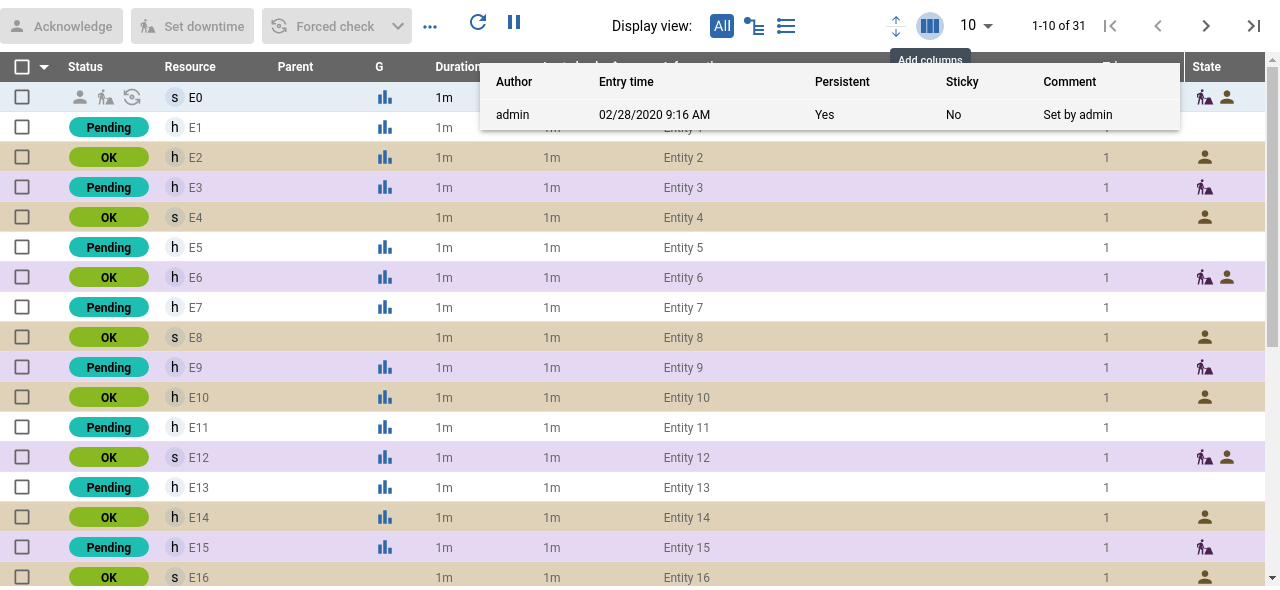 Acknowledge Set downtime Forced check Display view: All 10 1-10 of 31
Add columns
Status Resource Parent G Duration State
Author Entry time Persistent Sticky Comment
s E0 1m
admin 02/28/2020 9:16 AM Yes No Set by admin
Pending h E1 1m
OK h E2 1m 1m Entity 2 1
Pending h E3 1m 1m Entity 3 1
OK s E4 1m 1m Entity 4 1
Pending h E5 1m 1m Entity 5 1
OK h E6 1m 1m Entity 6 1
Pending h E7 1m 1m Entity 7 1
OK s E8 1m 1m Entity 8 1
Pending h E9 1m 1m Entity 9 1
OK h E10 1m 1m Entity 10 1
Pending h E11 1m 1m Entity 11 1
OK s E12 1m 1m Entity 12 1
Pending h E13 1m 1m Entity 13 1
OK h E14 1m 1m Entity 14 1
Pending h E15 1m 1m Entity 15 1
OK s E16 1m 1m Entity 16 1